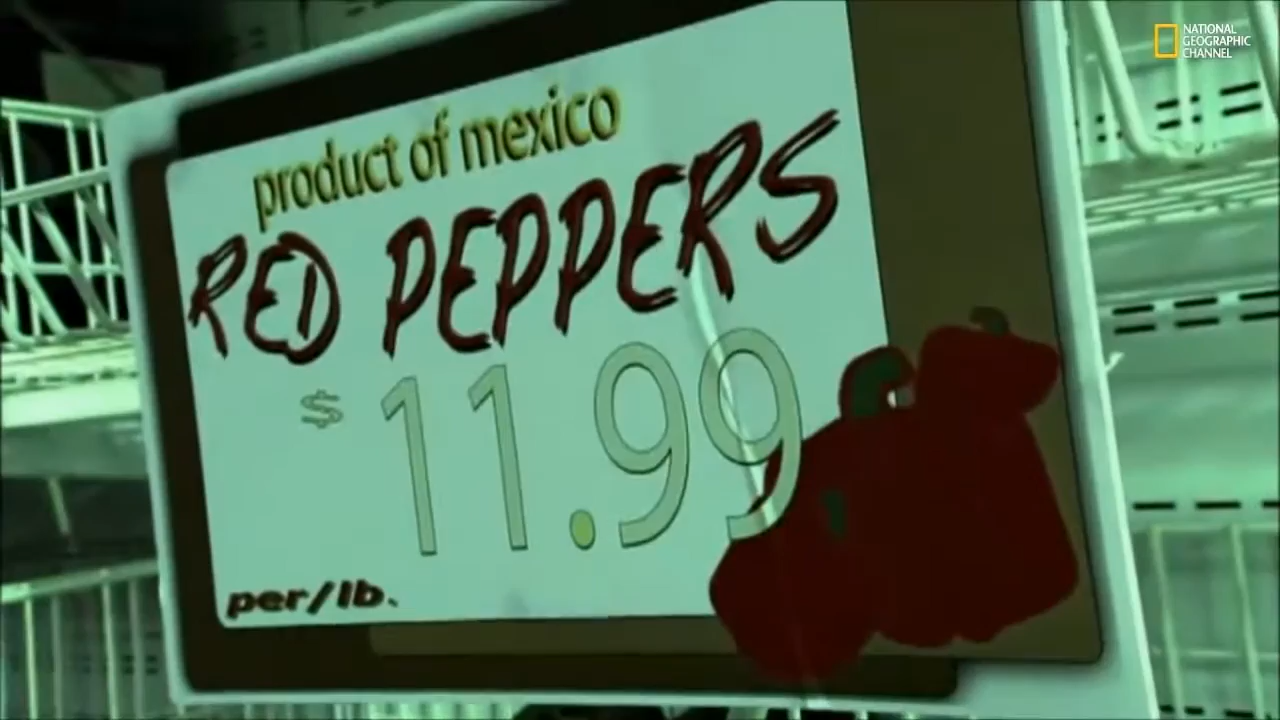 NATIONAL
GEOGRAPHIC
CHANNEL
product of mexico
RED PEPPERS
$11.99
per/lb.